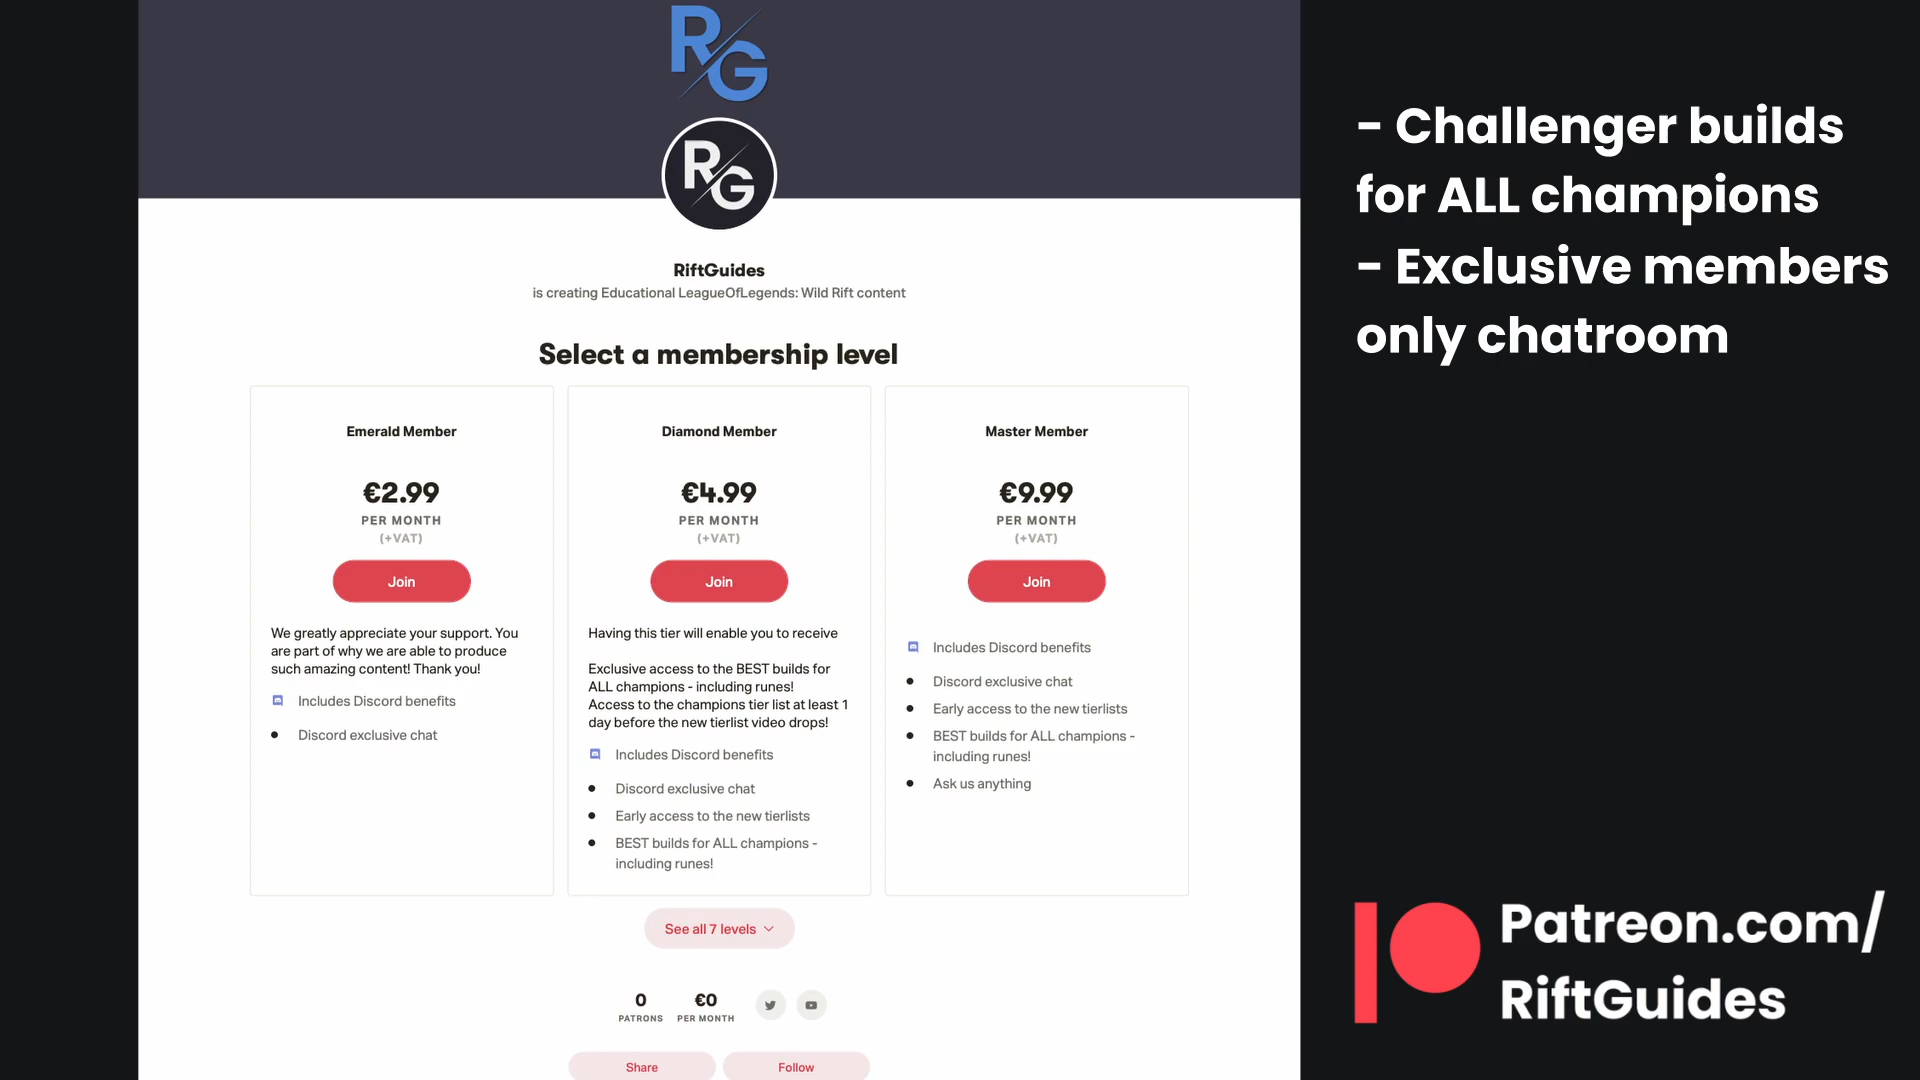 RG
RG
RiftGuides
is creating Educational LeagueOfLegends: Wild Rift content
Select a membership level
Emerald Member
€2.99
PER MONTH
(+VAT)
Join
We greatly appreciate your support. You
are part of why we are able to produce
such amazing content! Thank you!
Includes Discord benefits
Discord exclusive chat
Diamond Member
€4.99
PER MONTH
(+VAT)
Join
Having this tier will enable you to receive
Exclusive access to the BEST builds for
ALL champions - including runes!
Access to the champions tier list at least 1
day before the new tierlist video drops!
Includes Discord benefits
Discord exclusive chat
Early access to the new tierlists
BEST builds for ALL champions -
including runes!
Master Member
€9.99
PER MONTH
(+VAT)
Join
Includes Discord benefits
Discord exclusive chat
Early access to the new tierlists
BEST builds for ALL champions -
including runes!
Ask us anything
See all 7 levels
0
PATRONS
€0
PER MONTH
Share
Follow
- Challenger builds
for ALL champions
- Exclusive members
only chatroom
Patreon.com/
RiftGuides